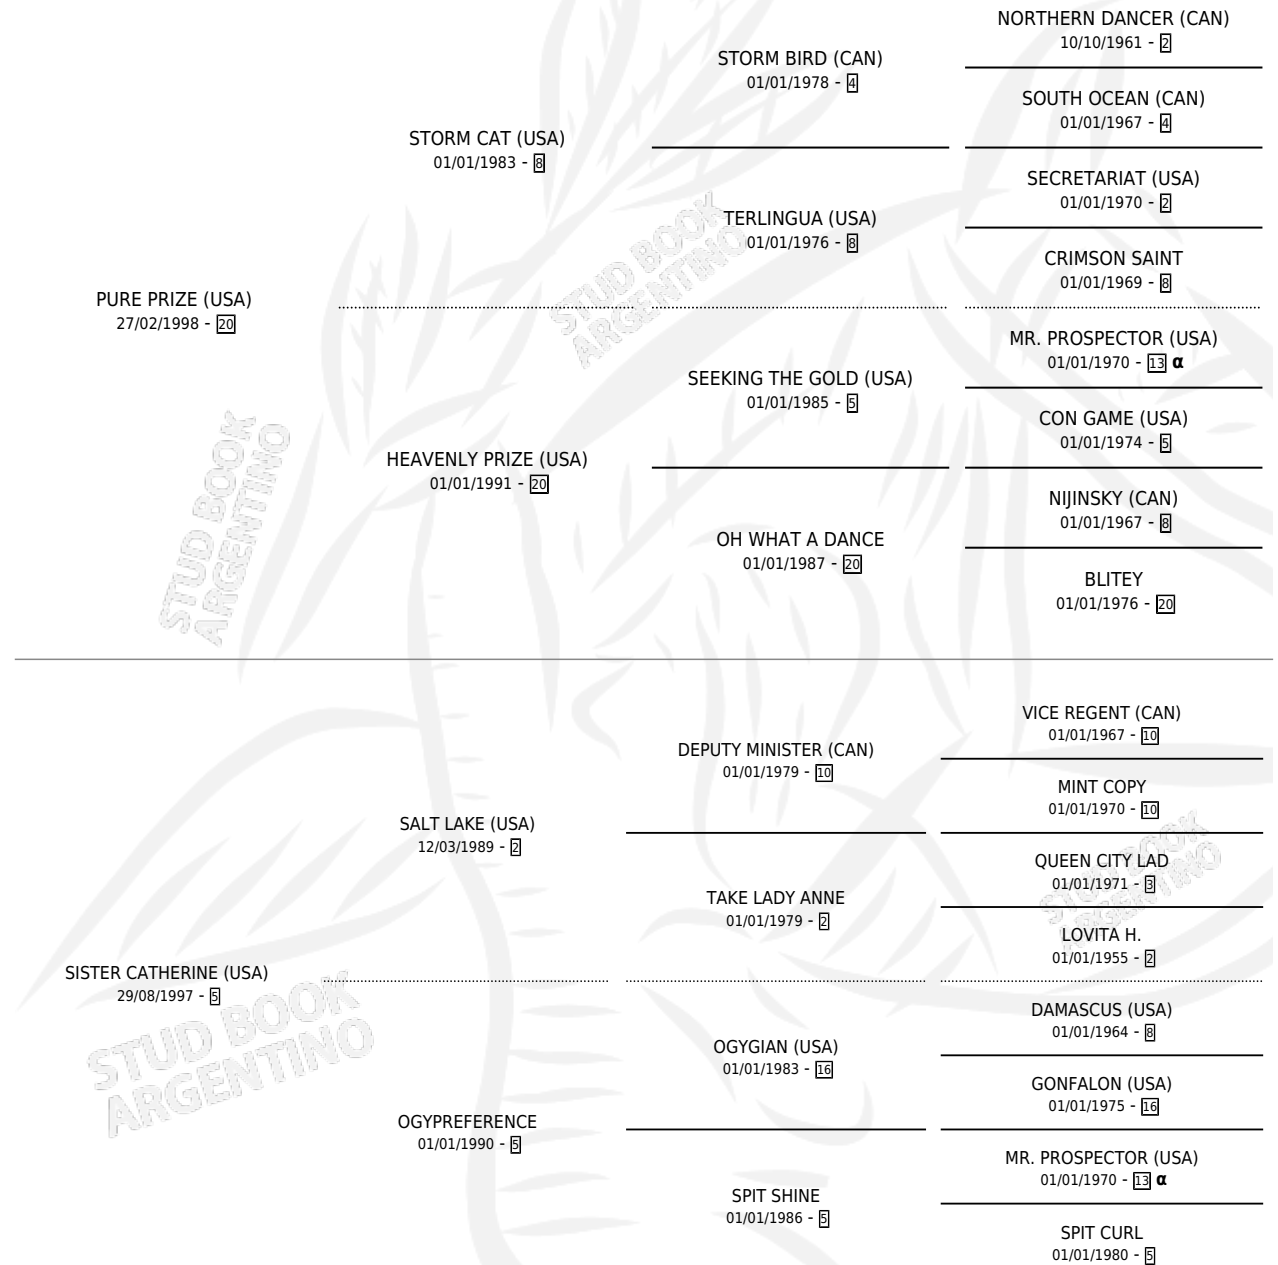 NORTHERN DANCER (CAN)
10/10/1961 - 2
STORM BIRD (CAN)
01/01/1978 - 4
SOUTH OCEAN (CAN)
01/01/1967 - 4
STORM CAT (USA)
01/01/1983 - 8
SECRETARIAT (USA)
01/01/1970 - 2
TERLINGUA (USA)
01/01/1976 - 8
CRIMSON SAINT
01/01/1969 - 8
STUD BOOK
ARGENTINO
PURE PRIZE (USA)
27/02/1998 - 20
MR. PROSPECTOR (USA)
01/01/1970 - 13 α
SEEKING THE GOLD (USA)
01/01/1985 - 5
CON GAME (USA)
01/01/1974 - 5
HEAVENLY PRIZE (USA)
01/01/1991 - 20
NIJINSKY (CAN)
01/01/1967 - 8
OH WHAT A DANCE
01/01/1987 - 20
BLITEY
01/01/1976 - 20
STUD BOOK
ARGENTINO
VICE REGENT (CAN)
01/01/1967 - 10
DEPUTY MINISTER (CAN)
01/01/1979 - 10
MINT COPY
01/01/1970 - 10
SALT LAKE (USA)
12/03/1989 - 2
QUEEN CITY LAD
01/01/1971 - 3
TAKE LADY ANNE
01/01/1979 - 2
LOVITA H.
01/01/1955 - 2
STUD BOOK
ARGENTINO
SISTER CATHERINE (USA)
29/08/1997 - 5
STUD BOOK
ARGENTINO
DAMASCUS (USA)
01/01/1964 - 8
OGYGIAN (USA)
01/01/1983 - 16
GONFALON (USA)
01/01/1975 - 16
OGYPREFERENCE
01/01/1990 - 5
MR. PROSPECTOR (USA)
01/01/1970 - 13 α
SPIT SHINE
01/01/1986 - 5
SPIT CURL
01/01/1980 - 5